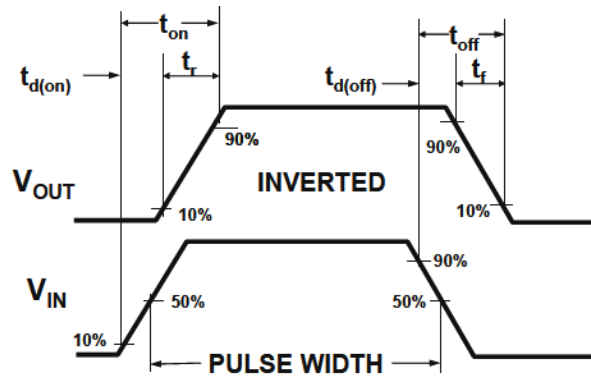 ton toff
td(on) tr td(off) tf
90% 90%
VOUT INVERTED
10% 10%
90%
VIN 50% 50%
10%
PULSE WIDTH